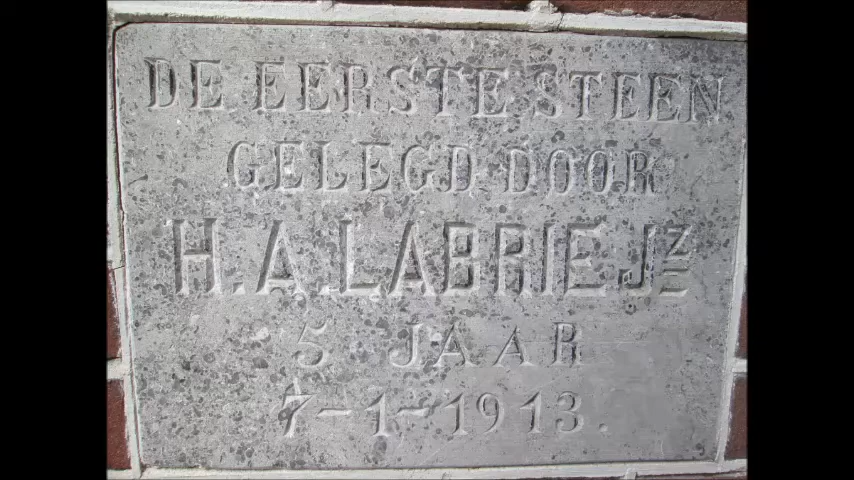 DE EERSTE STEEN
GELEGD DOOR
H.A. LABRIE Jz
5 JAAR
7-1-1913.